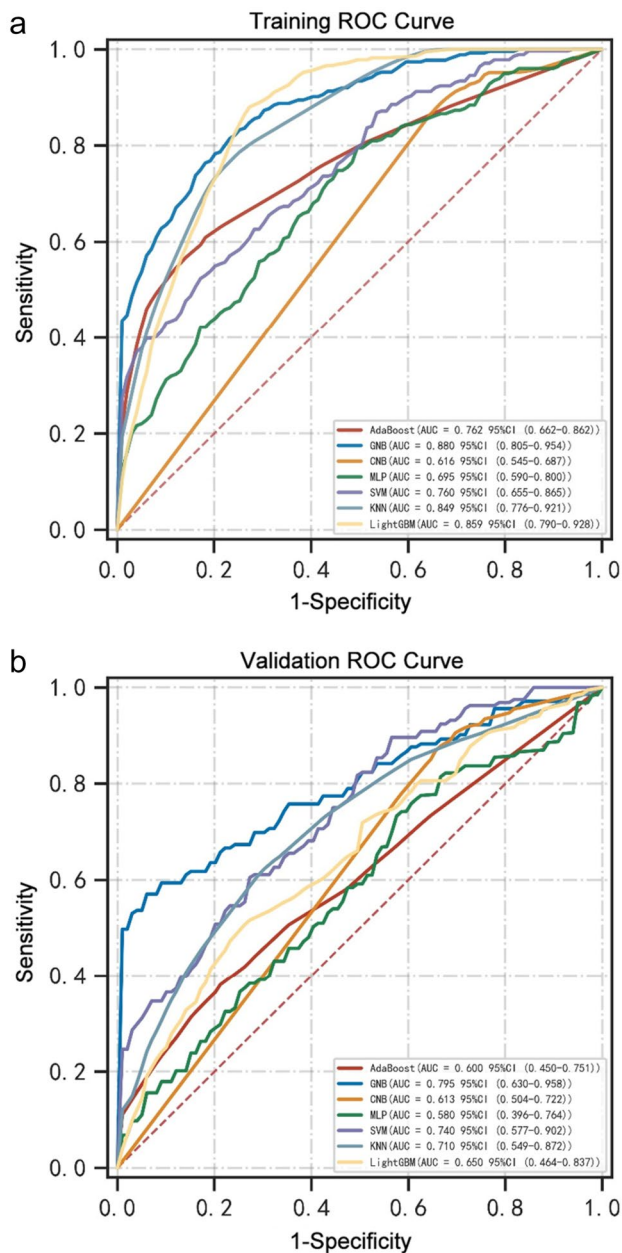 a
Training ROC Curve
1.0
0.8
0.6
0.4
0.2
0.0
Sensitivity
AdaBoost(AUC = 0.762 95%CI (0.662-0.862))
GNB(AUC = 0.880 95%CI (0.805-0.954))
CNB(AUC = 0.616 95%CI (0.545-0.687))
MLP(AUC = 0.695 95%CI (0.590-0.800))
SVM(AUC = 0.760 95%CI (0.655-0.865))
KNN(AUC = 0.849 95%CI (0.776-0.921))
LightGBM(AUC = 0.859 95%CI (0.790-0.928))
0.0 0.2 0.4 0.6 0.8 1.0
1-Specificity
b
Validation ROC Curve
1.0
0.8
0.6
0.4
0.2
0.0
Sensitivity
AdaBoost(AUC = 0.600 95%CI (0.450-0.751))
GNB(AUC = 0.795 95%CI (0.630-0.958))
CNB(AUC = 0.613 95%CI (0.504-0.722))
MLP(AUC = 0.580 95%CI (0.396-0.764))
SVM(AUC = 0.740 95%CI (0.577-0.902))
KNN(AUC = 0.710 95%CI (0.549-0.872))
LightGBM(AUC = 0.650 95%CI (0.464-0.837))
0.0 0.2 0.4 0.6 0.8 1.0
1-Specificity